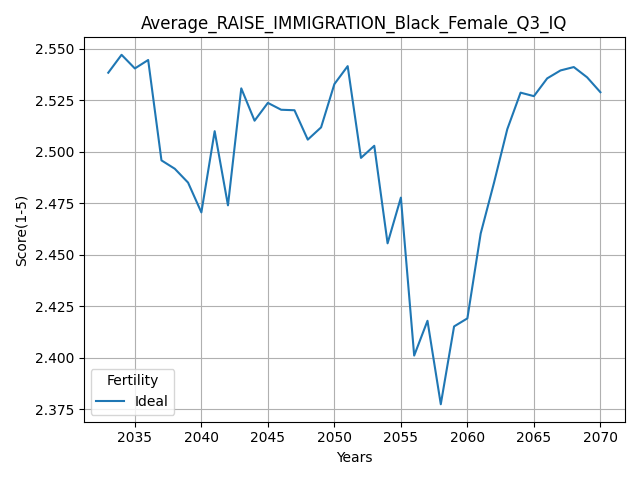 Average_RAISE_IMMIGRATION_Black_Female_Q3_IQ
Score(1-5)
2.550
2.525
2.500
2.475
2.450
2.425
2.400
2.375
Fertility
Ideal
2035 2040 2045 2050 2055 2060 2065 2070
Years